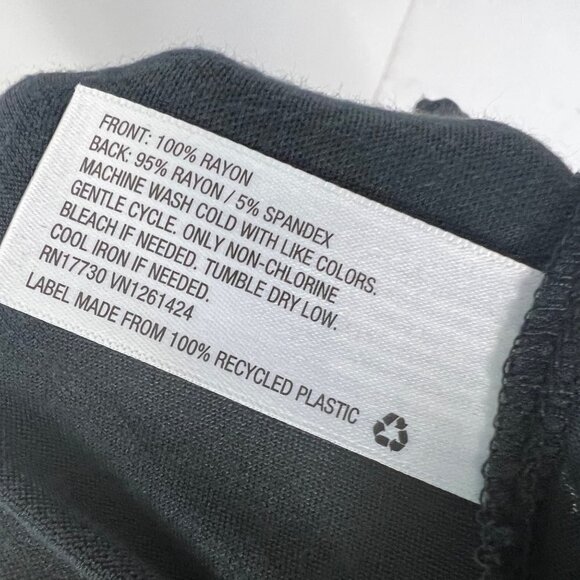 FRONT: 100% RAYON
BACK: 95% RAYON / 5% SPANDEX
MACHINE WASH COLD WITH LIKE COLORS.
GENTLE CYCLE. ONLY NON-CHLORINE
BLEACH IF NEEDED. TUMBLE DRY LOW.
COOL IRON IF NEEDED.
RN17730 VN1261424
LABEL MADE FROM 100% RECYCLED PLASTIC